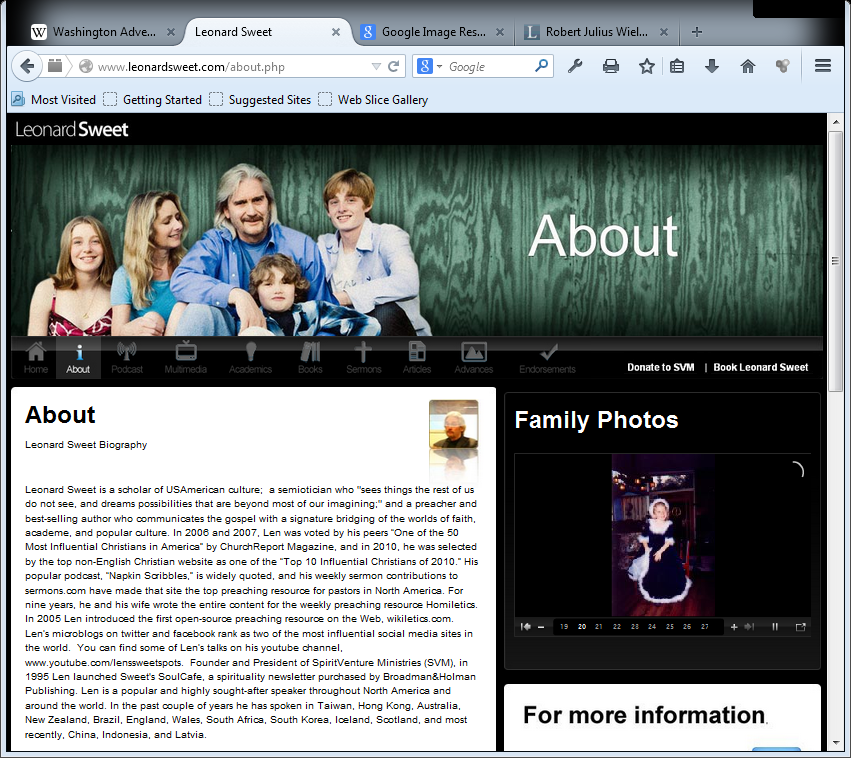 Washington Adve...
Leonard Sweet
Google Image Res...
Robert Julius Wiel...
www.leonardsweet.com/about.php
Google
Most Visited
Getting Started
Suggested Sites
Web Slice Gallery
Leonard Sweet
About
Home
About
Podcast
Multimedia
Academics
Books
Sermons
Articles
Advances
Endorsements
Donate to SVM | Book Leonard Sweet
About
Leonard Sweet Biography
Leonard Sweet is a scholar of USAmerican culture; a semiotician who "sees things the rest of us
do not see, and dreams possibilities that are beyond most of our imagining;" and a preacher and
best-selling author who communicates the gospel with a signature bridging of the worlds of faith,
academe, and popular culture. In 2006 and 2007, Len was voted by his peers "One of the 50
Most Influential Christians in America" by ChurchReport Magazine, and in 2010, he was selected
by the top non-English Christian website as one of the "Top 10 Influential Christians of 2010." His
popular podcast, "Napkin Scribbles," is widely quoted, and his weekly sermon contributions to
sermons.com have made that site the top preaching resource for pastors in North America. For
nine years, he and his wife wrote the entire content for the weekly preaching resource Homiletics.
In 2005 Len introduced the first open-source preaching resource on the Web, wikiletics.com.
Len's microblogs on twitter and facebook rank as two of the most influential social media sites in
the world. You can find some of Len's talks on his youtube channel,
www.youtube.com/lensweetspots. Founder and President of SpiritVenture Ministries (SVM), in
1995 Len launched Sweet's SoulCafe, a spirituality newsletter purchased by Broadman&Holman
Publishing. Len is a popular and highly sought-after speaker throughout North America and
around the world. In the past couple of years he has spoken in Taiwan, Hong Kong, Australia,
New Zealand, Brazil, England, Wales, South Africa, South Korea, Iceland, Scotland, and most
recently, China, Indonesia, and Latvia.
Family Photos
19 20 21 22 23 24 25 26 27
For more information.